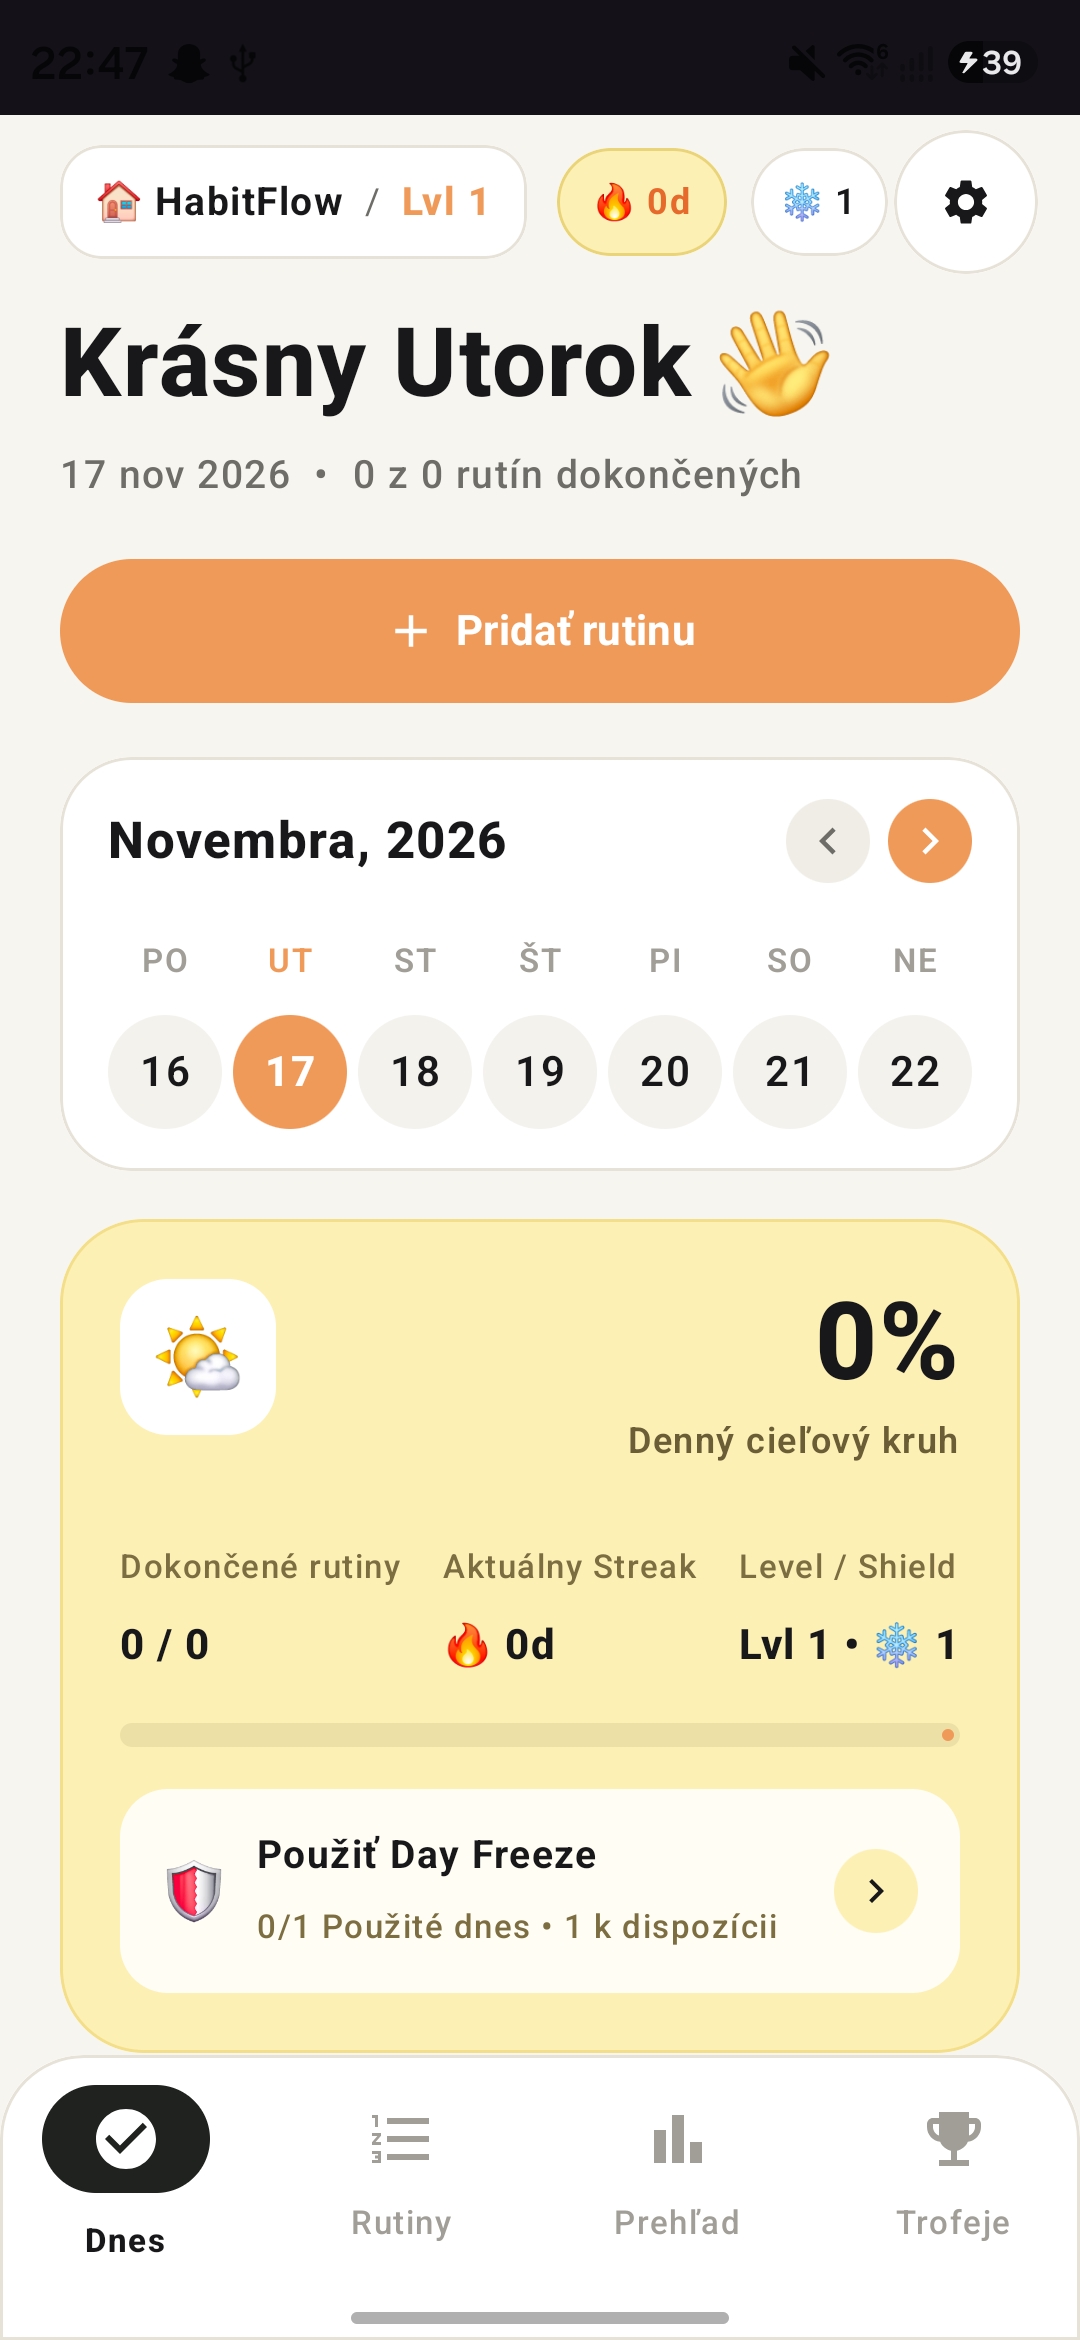 22:47 6 39
HabitFlow / Lvl 1 0d 1
Krásny Utorok
17 nov 2026 • 0 z 0 rutín dokončených
+ Pridať rutinu
Novembra, 2026
PO UT ST ŠT PI SO NE
16 17 18 19 20 21 22
0%
Denný cieľový kruh
Dokončené rutiny Aktuálny Streak Level / Shield
0 / 0 0d Lvl 1 • 1
Použiť Day Freeze
0/1 Použité dnes • 1 k dispozícii
Dnes Rutiny Prehľad Trofeje